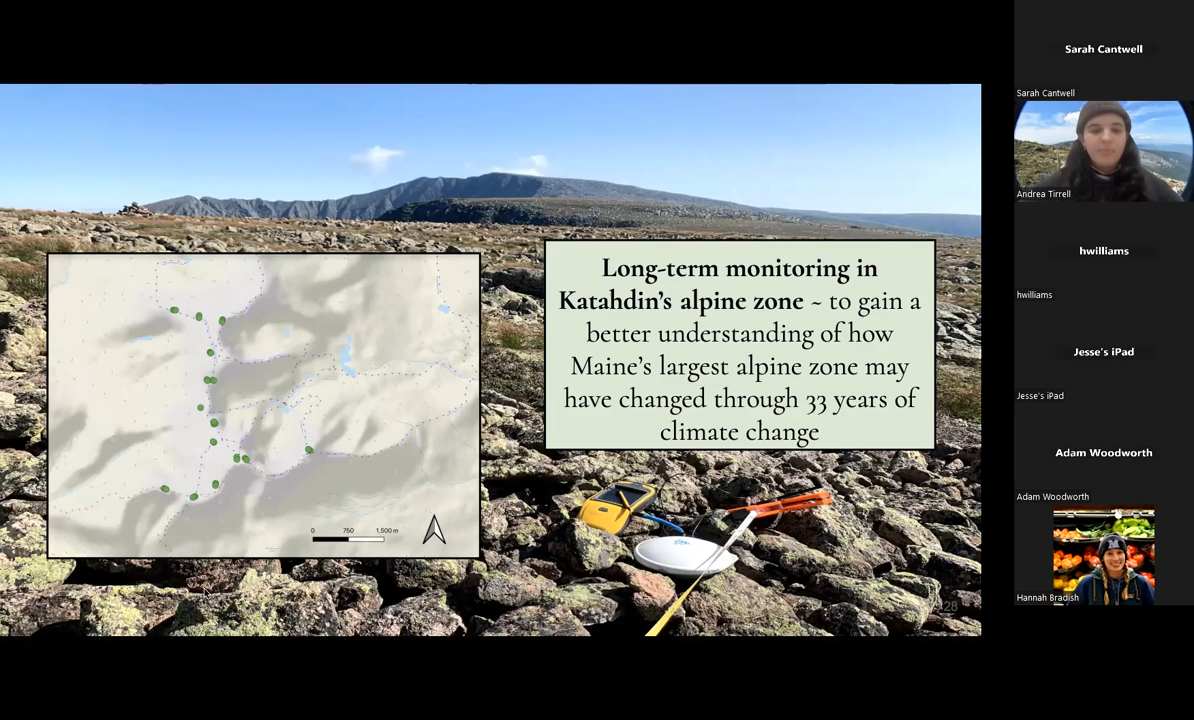 Long-term monitoring in
Katahdin’s alpine zone ~ to gain a
better understanding of how
Maine’s largest alpine zone may
have changed through 33 years of
climate change
0 750 1,500 m
28
Sarah Cantwell
Sarah Cantwell
Andrea Tirrell
hwilliams
hwilliams
Jesse's iPad
Jesse's iPad
Adam Woodworth
Adam Woodworth
M
Hannah Bradish